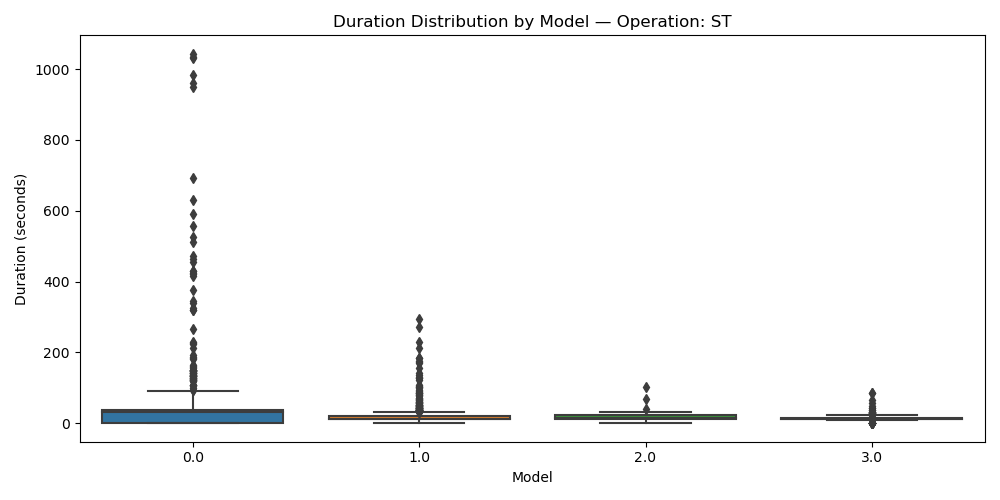 Duration Distribution by Model — Operation: ST
1000
800
600
400
200
0
Duration (seconds)
0.0 1.0 2.0 3.0
Model